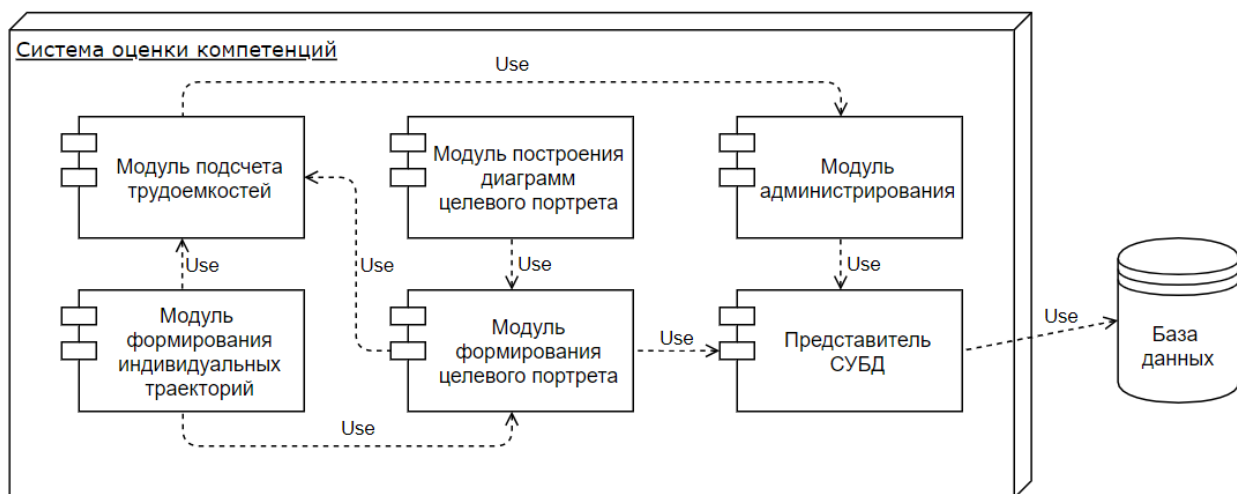 Система оценки компетенций
Use
Модуль подсчета
трудоемкостей
Модуль построения
диаграмм
целевого портрета
Модуль
администрирования
Use
Use
Use
Use
Модуль
формирования
индивидуальных
траекторий
Модуль
формирования
целевого портрета
Use
Представитель
СУБД
Use
База
данных
Use